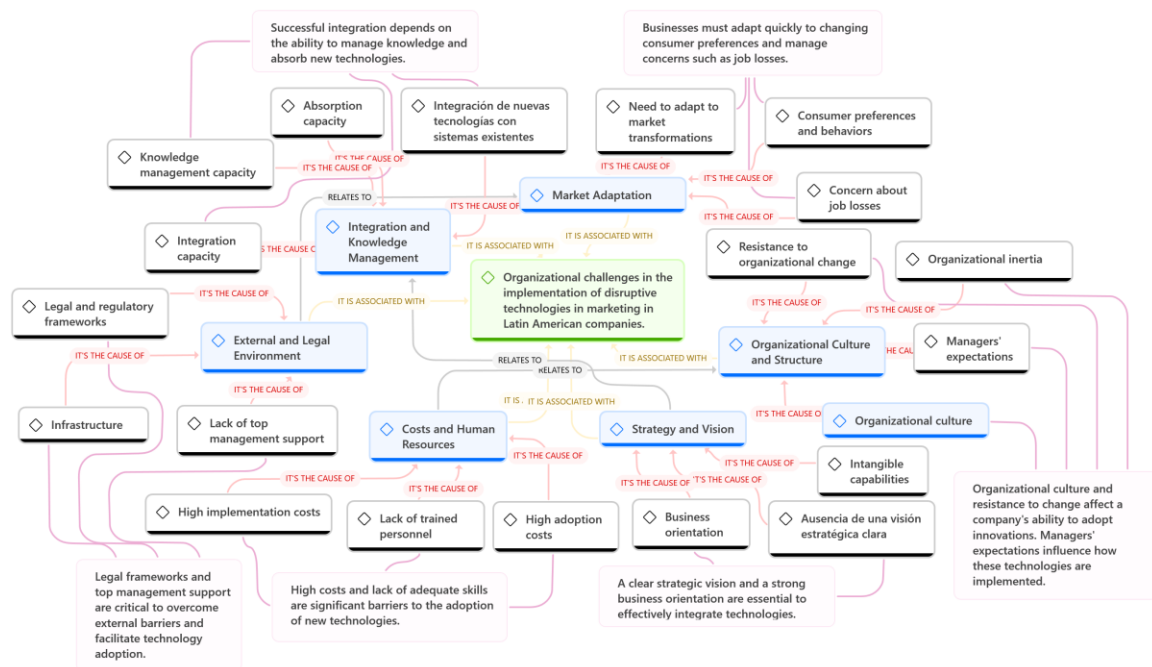 Successful integration depends on
the ability to manage knowledge and
absorb new technologies.
Businesses must adapt quickly to changing
consumer preferences and manage
concerns such as job losses.
Absorption
capacity
Integración de nuevas
tecnologías con
sistemas existentes
Need to adapt to
market
transformations
Consumer preferences
and behaviors
Knowledge
management capacity
IT'S THE CAUSE OF
IT'S THE CAUSE OF
IT'S THE CAUSE OF
IT'S THE CAUSE OF
RELATES TO
Market Adaptation
Concern about
job losses
IT'S THE CAUSE OF
IT'S THE CAUSE OF
Integration and
Knowledge
Management
Integration
capacity
S THE CAUSE
IT IS ASSOCIATED WITH
IT IS ASSOCIATED WITH
Resistance to
organizational change
Organizational inertia
Organizational challenges in the
implementation of disruptive
technologies in marketing in
Latin American companies.
Legal and regulatory
frameworks
IT'S THE CAUSE OF
IT IS ASSOCIATED WITH
IT'S THE CAUSE OF
IT'S THE CAUSE OF
External and Legal
Environment
IT'S THE CAUSE OF
Organizational Culture
and Structure
Managers'
expectations
RELATES TO
RELATES TO
IT IS ASSOCIATED WITH
IT'S THE CAUSE OF
IT IS
IT IS ASSOCIATED WITH
Infrastructure
Lack of top
management support
Costs and Human
Resources
Strategy and Vision
IT'S THE CAUSE O
Organizational culture
IT'S THE CAUSE OF
IT'S THE CAUSE OF
Intangible
capabilities
IT'S THE CAUSE OF
IT'S THE CAUSE OF
IT'S THE CAUSE OF
IT'S THE CAUSE OF
'T'S THE CAUSE OF
High implementation costs
Lack of trained
personnel
High adoption
costs
Business
orientation
Ausencia de una visión
estratégica clara
Organizational culture and
resistance to change affect a
company's ability to adopt
innovations. Managers'
expectations influence how
these technologies are
implemented.
Legal frameworks and
top management support
are critical to overcome
external barriers and
facilitate technology
adoption.
High costs and lack of adequate skills
are significant barriers to the adoption
of new technologies.
A clear strategic vision and a strong
business orientation are essential to
effectively integrate technologies.